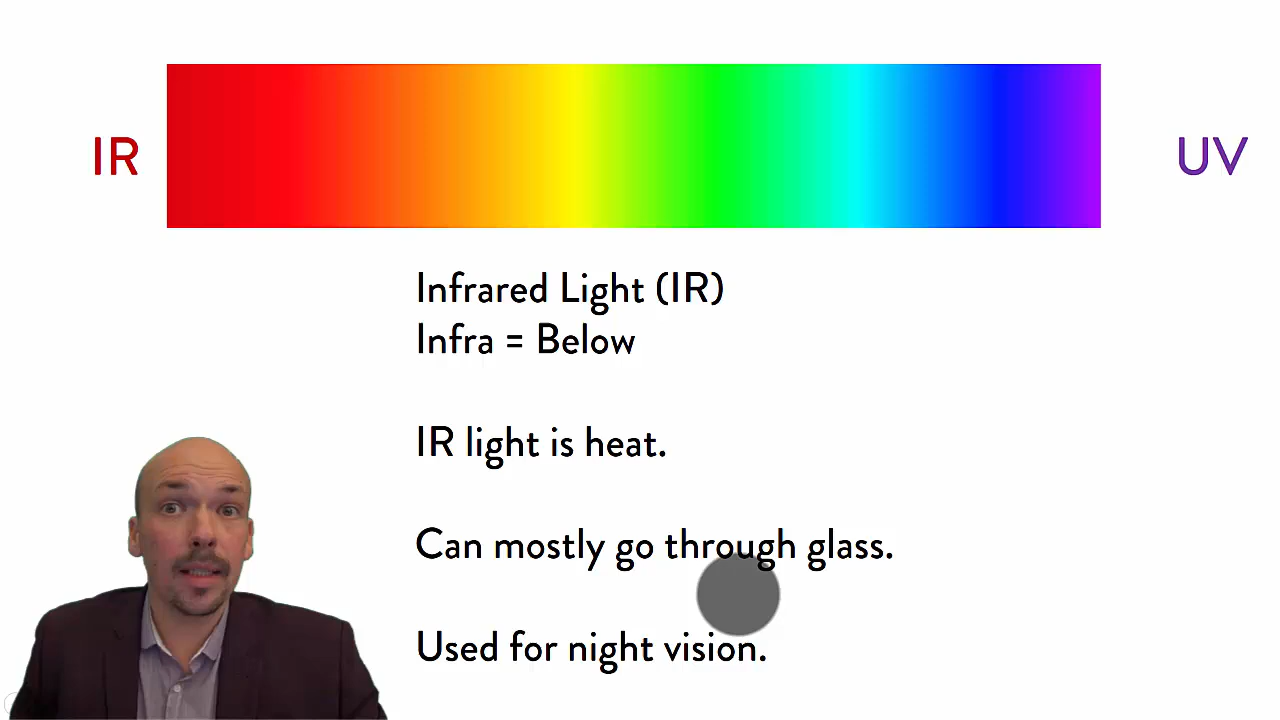 IR
UV
Infrared Light (IR)
Infra = Below
IR light is heat.
Can mostly go through glass.
Used for night vision.